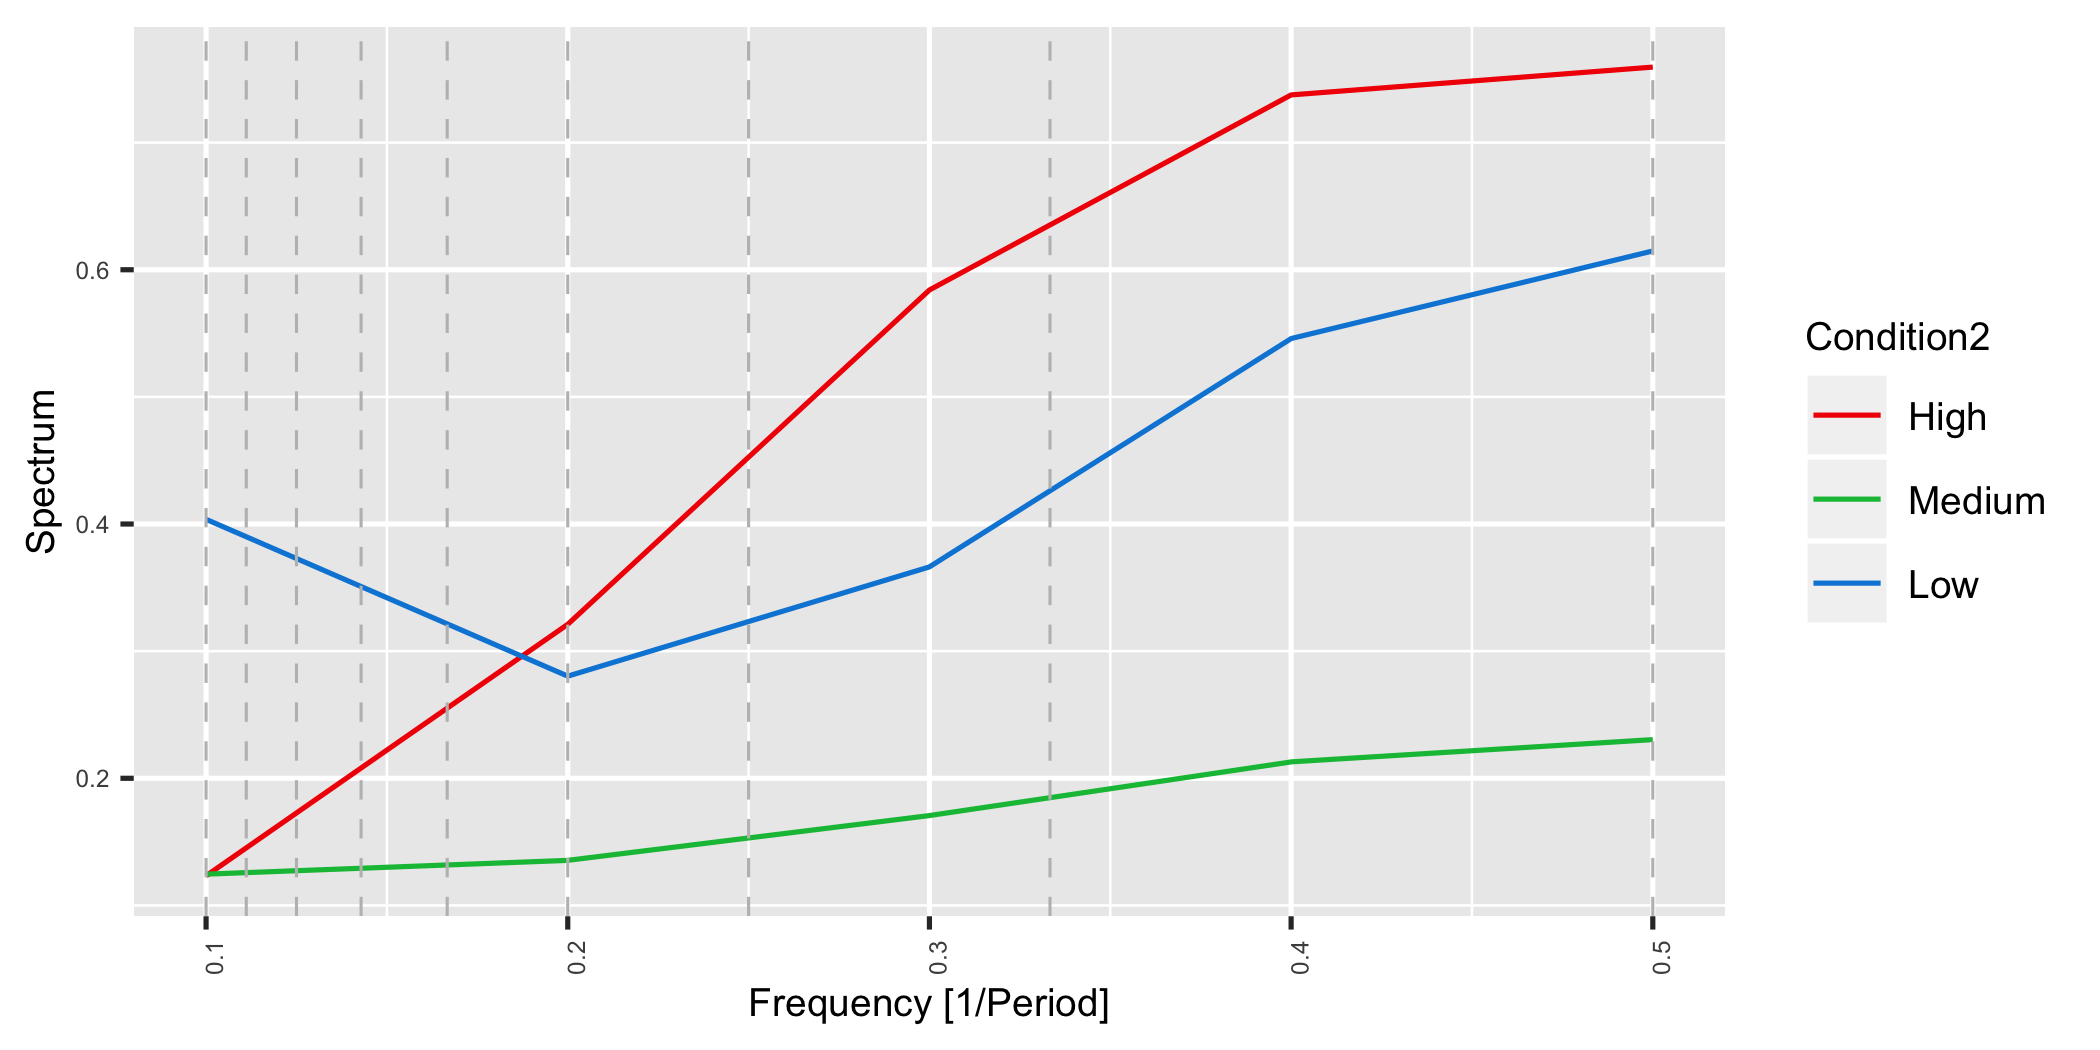 Spectrum
0.6
0.4
0.2
0.1
0.2
0.3
0.4
0.5
Frequency [1/Period]
Condition2
High
Medium
Low